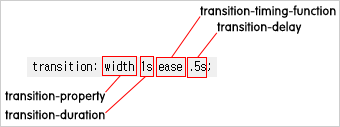 transition-timing-function
transition-delay
transition: width 1s ease .5s;
transition-property
transition-duration